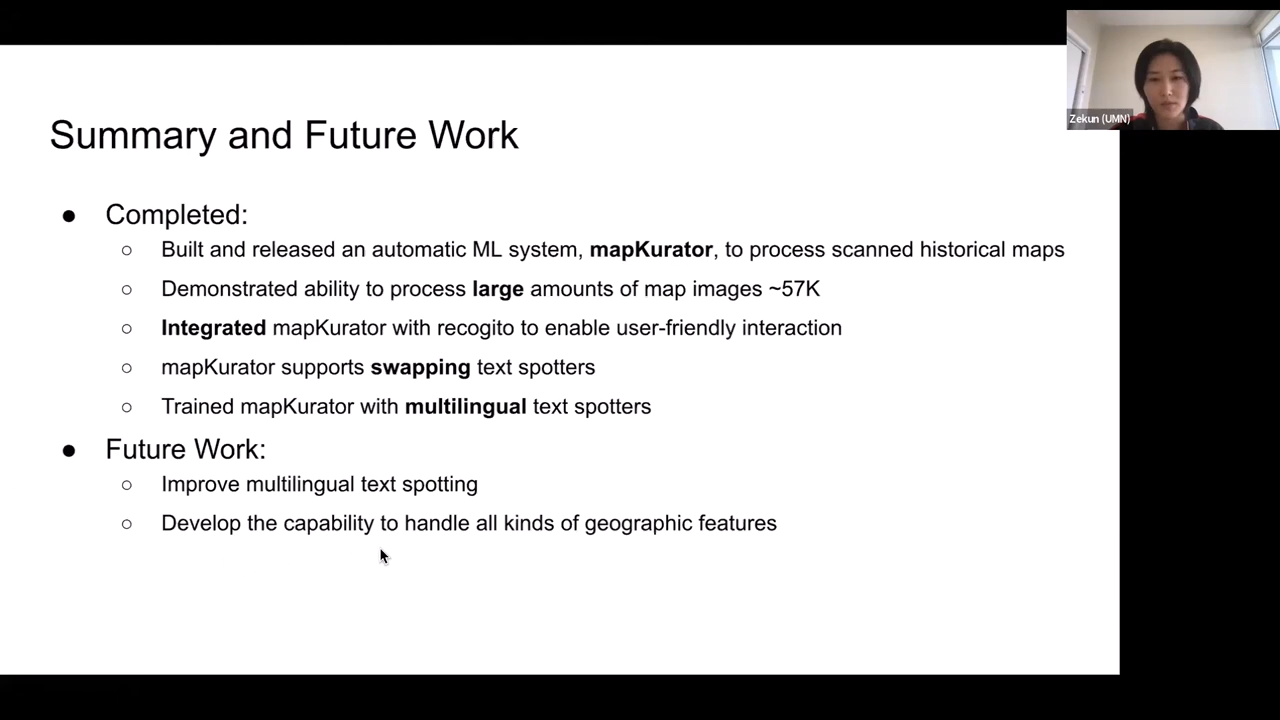 Zekun (UMN)
Summary and Future Work
● Completed:
○ Built and released an automatic ML system, mapKurator, to process scanned historical maps
○ Demonstrated ability to process large amounts of map images ~57K
○ Integrated mapKurator with recogito to enable user-friendly interaction
○ mapKurator supports swapping text spotters
○ Trained mapKurator with multilingual text spotters
● Future Work:
○ Improve multilingual text spotting
○ Develop the capability to handle all kinds of geographic features